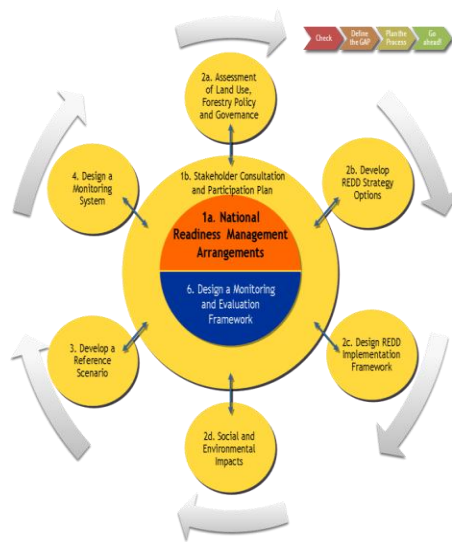 Check
Define
the GAP
Plan the
Process
Go
ahead!
2a. Assessment
of Land Use,
Forestry Policy
and Governance
4. Design a
Monitoring
System
1b. Stakeholder Consultation
and Participation Plan
2b. Develop
REDD Strategy
Options
1a. National
Readiness Management
Arrangements
6. Design a Monitoring
and Evaluation
Framework
3. Develop a
Reference
Scenario
2c. Design REDD
Implementation
Framework
2d. Social and
Environmental
Impacts